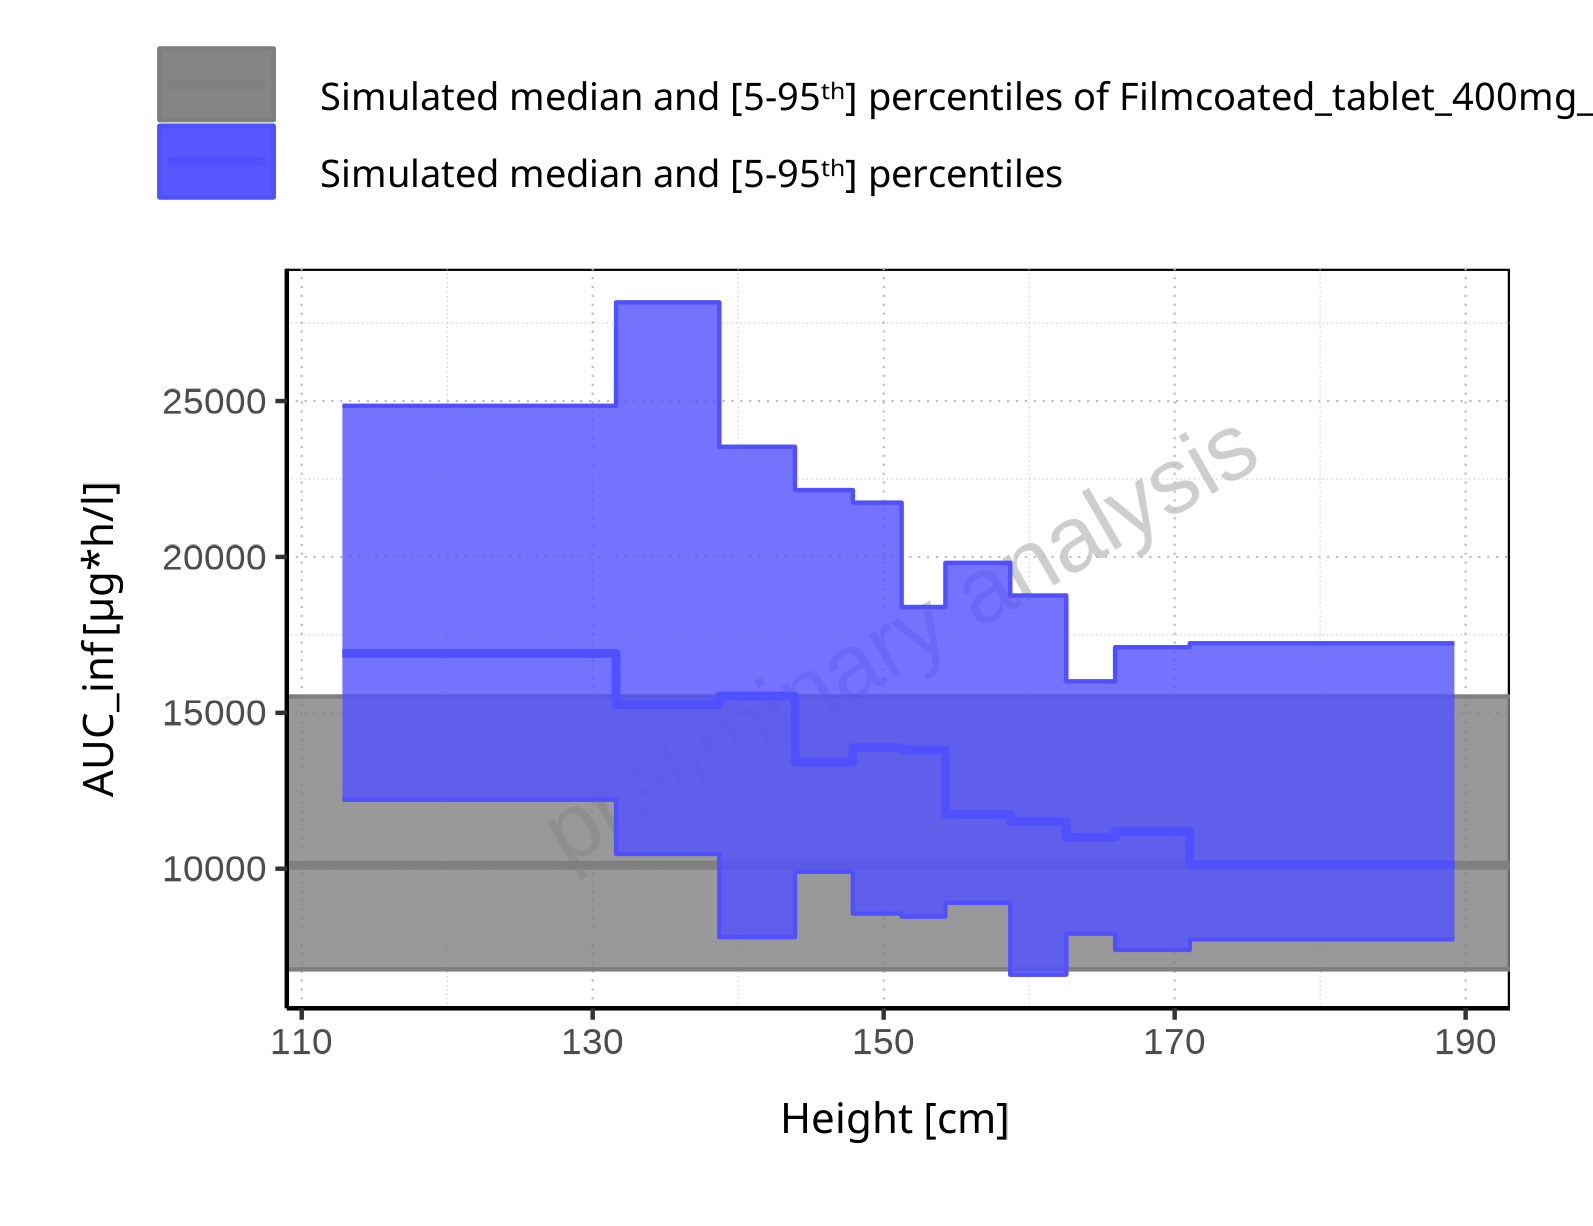 Simulated median and [5-95ᵗʰ] percentiles of Filmcoated_tablet_400mg_
Simulated median and [5-95ᵗʰ] percentiles
AUC_inf [µg*h/l]
25000
20000
15000
10000
preliminary analysis
110 130 150 170 190
Height [cm]